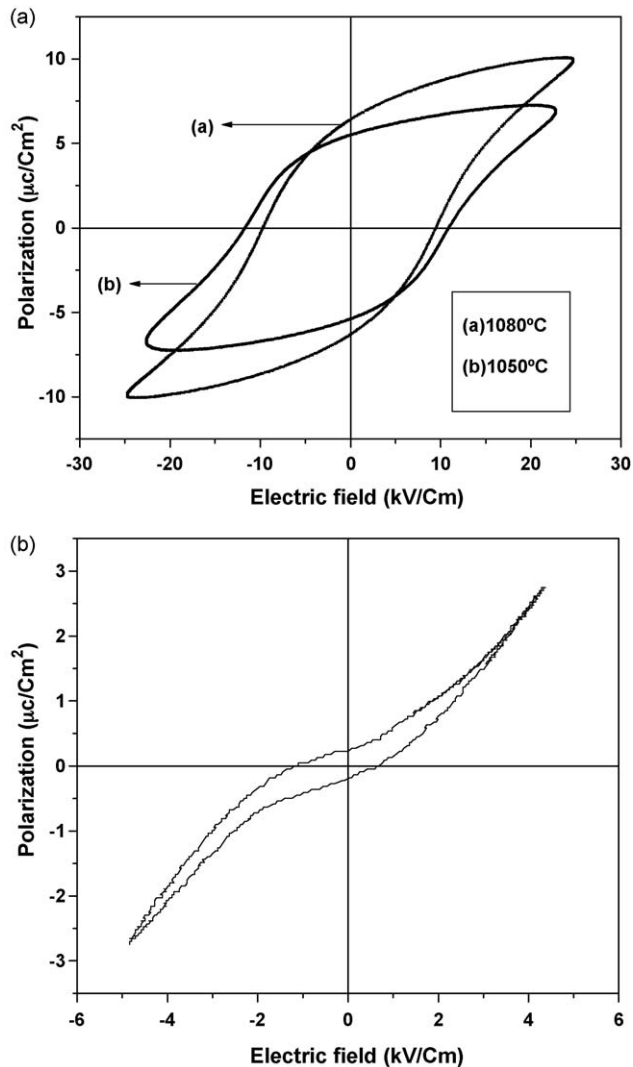 (a)
10
5
0
-5
-10
Polarization (μc/Cm²)
(a)
(b)
(a)1080ºC
(b)1050ºC
-30 -20 -10 0 10 20 30
Electric field (kV/Cm)
(b)
3
2
1
0
-1
-2
-3
Polarization (μc/Cm²)
-6 -4 -2 0 2 4 6
Electric field (kV/Cm)